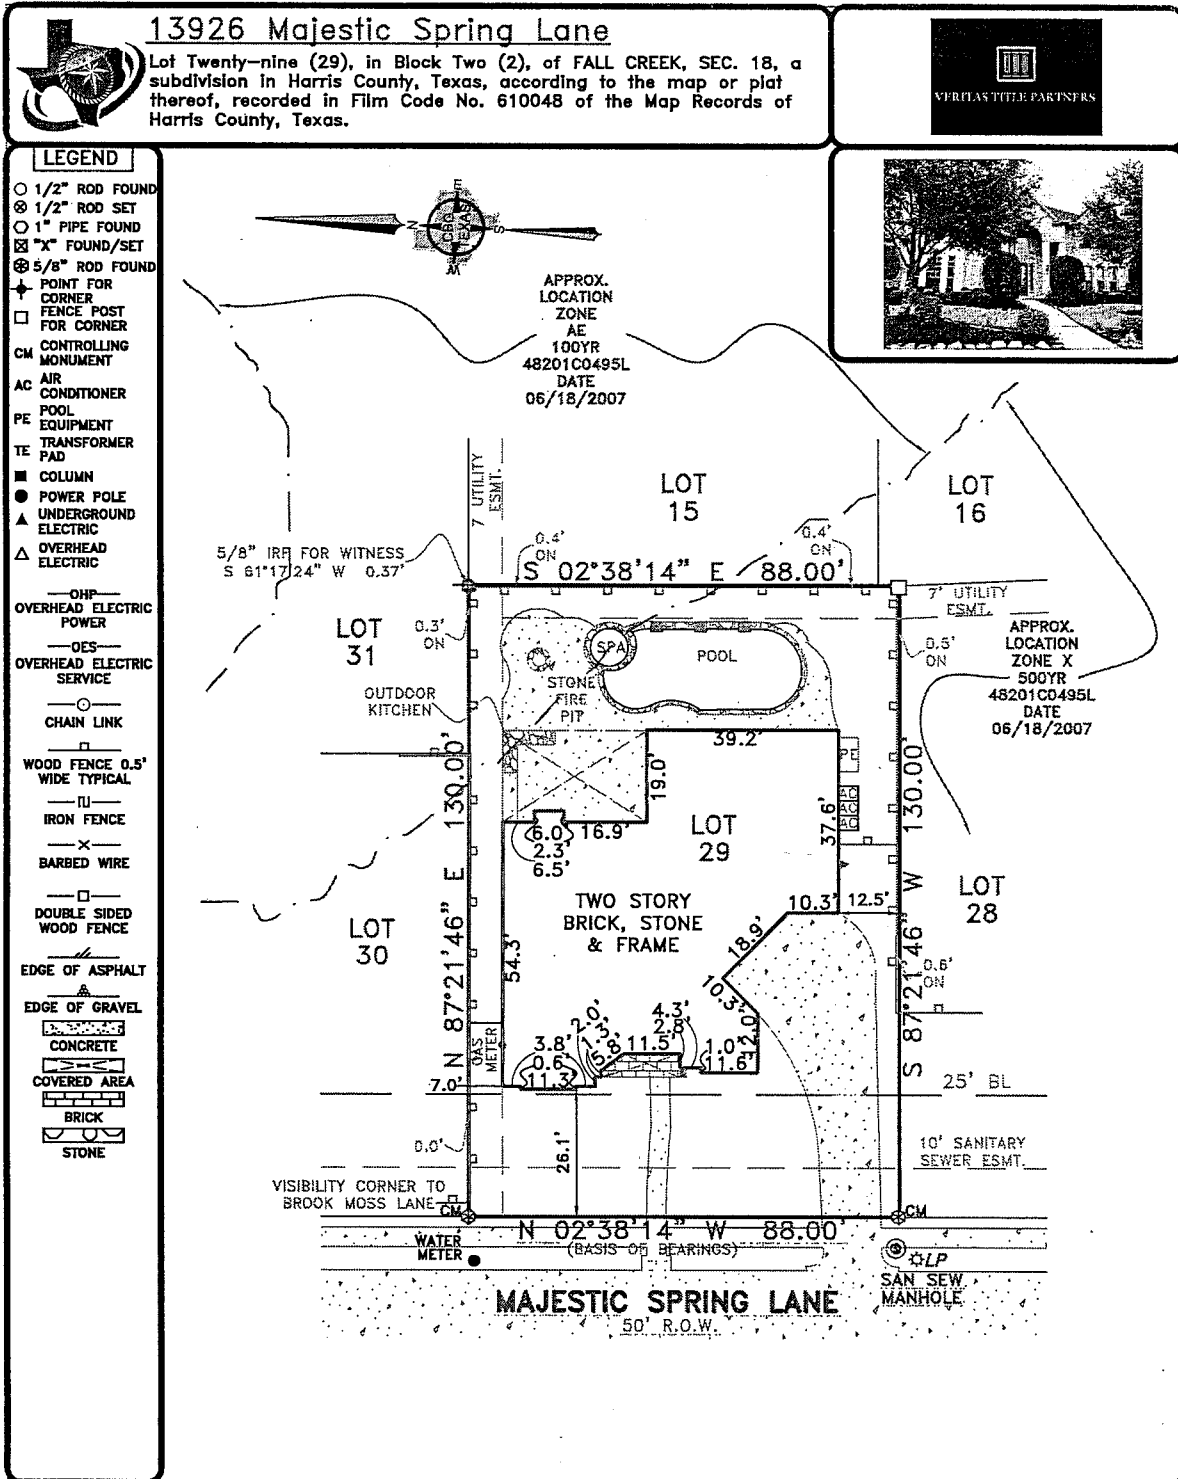 13926 Majestic Spring Lane
Lot Twenty-nine (29), in Block Two (2), of FALL CREEK, SEC. 18, a
subdivision in Harris County, Texas, according to the map or plat
thereof, recorded in Film Code No. 610048 of the Map Records of
Harris County, Texas.
VERITAS TITLE PARTNERS
LEGEND
1/2" ROD FOUND
1/2" ROD SET
1" PIPE FOUND
"X" FOUND/SET
5/8" ROD FOUND
POINT FOR
CORNER
FENCE POST
FOR CORNER
CM CONTROLLING
MONUMENT
AC AIR
CONDITIONER
PE POOL
EQUIPMENT
TE TRANSFORMER
PAD
COLUMN
POWER POLE
UNDERGROUND
ELECTRIC
OVERHEAD
ELECTRIC
OHP
OVERHEAD ELECTRIC
POWER
OES
OVERHEAD ELECTRIC
SERVICE
CHAIN LINK
WOOD FENCE 0.5'
WIDE TYPICAL
IRON FENCE
BARBED WIRE
DOUBLE SIDED
WOOD FENCE
EDGE OF ASPHALT
EDGE OF GRAVEL
CONCRETE
COVERED AREA
BRICK
STONE
E
N
S
W
CBG
TEXAS
APPROX.
LOCATION
ZONE
AE
100YR
48201C0495L
DATE
06/18/2007
7 UTILITY
ESMT.
LOT
15
LOT
16
5/8" IRF FOR WITNESS
S 61°17'24" W 0.37'
0.4'
ON
0.4'
ON
S 02°38'14" E 88.00'
7' UTILITY
ESMT.
LOT
31
0.3'
ON
0.5'
ON
APPROX.
LOCATION
ZONE X
500YR
48201C0495L
DATE
06/18/2007
SPA
POOL
STONE
FIRE
PIT
OUTDOOR
KITCHEN
39.2'
PE
19.0'
AC
AC
AC
37.6'
N 87°21'46" E 130.00'
S 87°21'46" W 130.00'
6.0'
16.9'
2.3'
6.5'
LOT
29
TWO STORY
BRICK, STONE
& FRAME
10.3'
12.5'
LOT
28
LOT
30
18.9'
54.3'
10.3'
0.6'
ON
GAS
METER
2.0'
1.3'
5.8'
4.3'
2.8'
12.0'
3.8'
0.6'
11.3'
11.5'
1.0'
11.6'
7.0'
25' BL
26.1'
0.0'
10' SANITARY
SEWER ESMT.
VISIBILITY CORNER TO
BROOK MOSS LANE
CM
CM
N 02°38'14" W 88.00'
(BASIS OF BEARINGS)
WATER
METER
LP
SAN SEW
MANHOLE
MAJESTIC SPRING LANE
50' R.O.W.